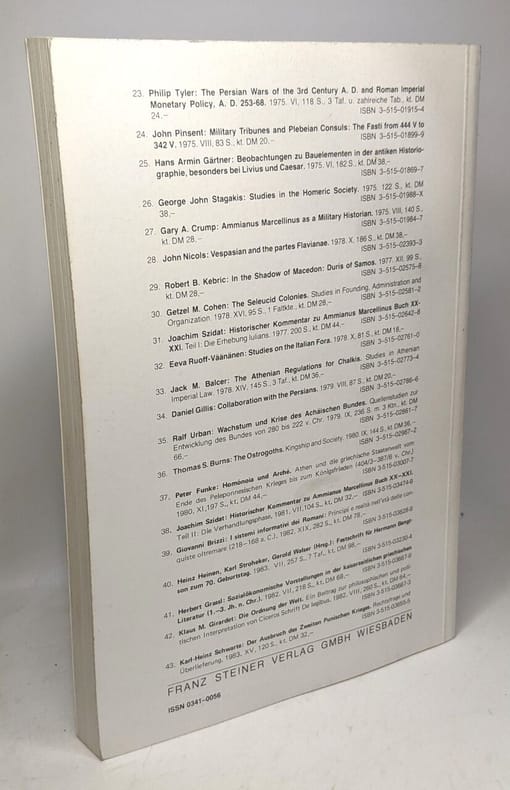 23. Philip Tyler: The Persian Wars of the 3rd Century A. D. and Roman Imperial
Monetary Policy, A. D. 253-68. 1975. VI, 118 S., 3 Taf. u. zahlreiche Tab., kt. DM
24,– ISBN 3-515-01915-4
24. John Pinsent: Military Tribunes and Plebeian Consuls: The Fasti from 444 V to
342 V. 1975. VIII, 83 S., kt. DM 20,– ISBN 3-515-01899-9
25. Hans Armin Gärtner: Beobachtungen zu Bauelementen in der antiken Historio-
graphie, besonders bei Livius und Caesar. 1975. VI, 182 S., kt. DM 38,–
ISBN 3-515-01869-7
26. George John Stagakis: Studies in the Homeric Society. 1975. 122 S., kt. DM
38,– ISBN 3-515-01988-X
27. Gary A. Crump: Ammianus Marcellinus as a Military Historian. 1975. VIII, 140 S.,
kt. DM 28,– ISBN 3-515-01984-7
28. John Nicols: Vespasian and the partes Flavianae. 1978. X, 186 S., kt. DM 38,–
ISBN 3-515-02393-3
29. Robert B. Kebric: In the Shadow of Macedon: Duris of Samos. 1977. XII, 99 S.,
kt. DM 28,– ISBN 3-515-02575-8
30. Getzel M. Cohen: The Seleucid Colonies. Studies in Founding, Administration and
Organization. 1978. XVI, 95 S., 1 Faltkte., kt. DM 28,– ISBN 3-515-02581-2
31. Joachim Szidat: Historischer Kommentar zu Ammianus Marcellinus Buch XX-
XXI. Teil I: Die Erhebung Iulians. 1977. 200 S., kt. DM 44,– ISBN 3-515-02642-8
32. Eeva Ruoff-Väänänen: Studies on the Italian Fora. 1978. X, 81 S., kt. DM 18,–
ISBN 3-515-02761-0
33. Jack M. Balcer: The Athenian Regulations for Chalkis. Studies in Athenian
Imperial Law. 1978. XIV, 145 S., 3 Taf., kt. DM 36,– ISBN 3-515-02773-4
34. Daniel Gillis: Collaboration with the Persians. 1979. VIII, 87 S., kt. DM 20,–
ISBN 3-515-02786-6
35. Ralf Urban: Wachstum und Krise des Achäischen Bundes. Quellenstudien zur
Entwicklung des Bundes von 280 bis 222 v. Chr. 1979. IX, 236 S. m. 3 Ktn., kt. DM
66,– ISBN 3-515-02861-7
36. Thomas S. Burns: The Ostrogoths. Kingship and Society. 1980. IX, 144 S., kt. DM 36,–
ISBN 3-515-02967-2
37. Peter Funke: Homónoia und Arché. Athen und die griechische Staatenwelt vom
Ende des Peloponnesischen Krieges bis zum Königsfrieden (404/3–387/6 v. Chr.)
1980. XI, 197 S., kt. DM 44,– ISBN 3-515-03007-7
38. Joachim Szidat: Historischer Kommentar zu Ammianus Marcellinus Buch XX–XXI.
Teil II: Die Verhandlungsphase. 1981. VII, 104 S., kt. DM 32,– ISBN 3-515-03474-9
39. Giovanni Brizzi: I sistemi informativi dei Romani: Principi e realtà nell'età delle con-
quiste oltremare (218–168 a. C.). 1982. XIX, 282 S., kt. DM 78,–
40. Heinz Heinen, Karl Stroheker, Gerold Walser (Hrsg.): Festschrift für Hermann Bengt-
son zum 70. Geburtstag. 1983. VII, 257 S., 7 Taf., kt. DM 98,–
41. Herbert Grassl: Sozialökonomische Vorstellungen in der kaiserzeitlichen griechischen
Literatur (1.–3. Jh. n. Chr.). 1982. VII, 218 S., kt. DM 68,–
42. Klaus M. Girardet: Die Ordnung der Welt. Ein Beitrag zur philosophischen und poli-
tischen Interpretation von Ciceros Schrift De legibus. 1982. VIII, 260 S., kt. DM 64,–
43. Karl-Heinz Schwarte: Der Ausbruch des Zweiten Punischen Krieges. Rechtsfrage und
Überlieferung. 1983. XV, 120 S., kt. DM 32,–
FRANZ STEINER VERLAG GMBH WIESBADEN
ISSN 0341-0056